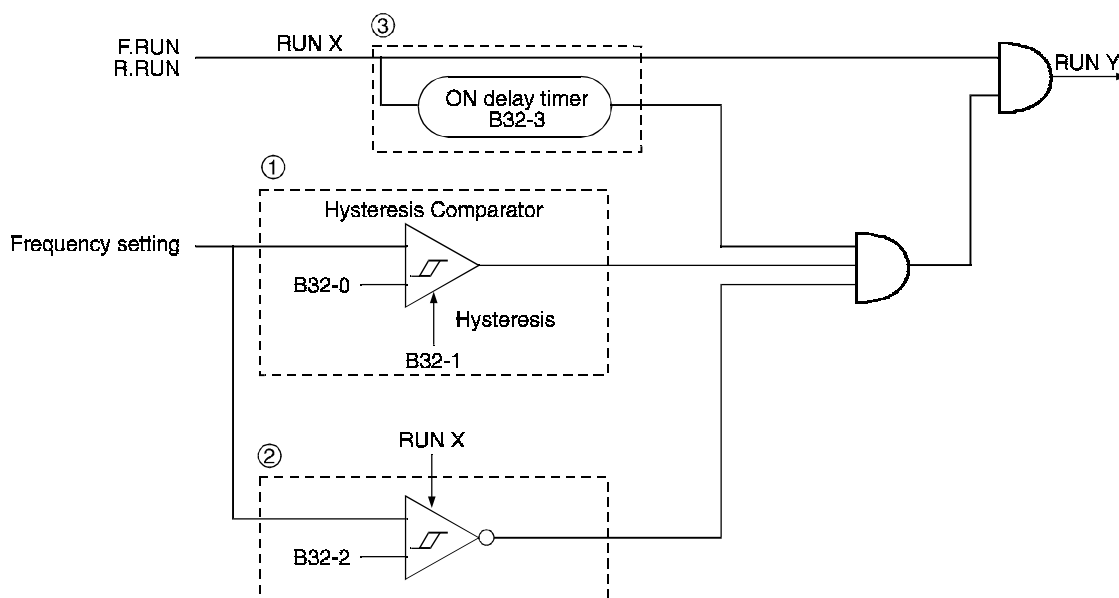 ③
F.RUN
RUN X
R.RUN
RUN Y
ON delay timer
B32-3
①
Hysteresis Comparator
Frequency setting
B32-0
Hysteresis
B32-1
RUN X
②
B32-2